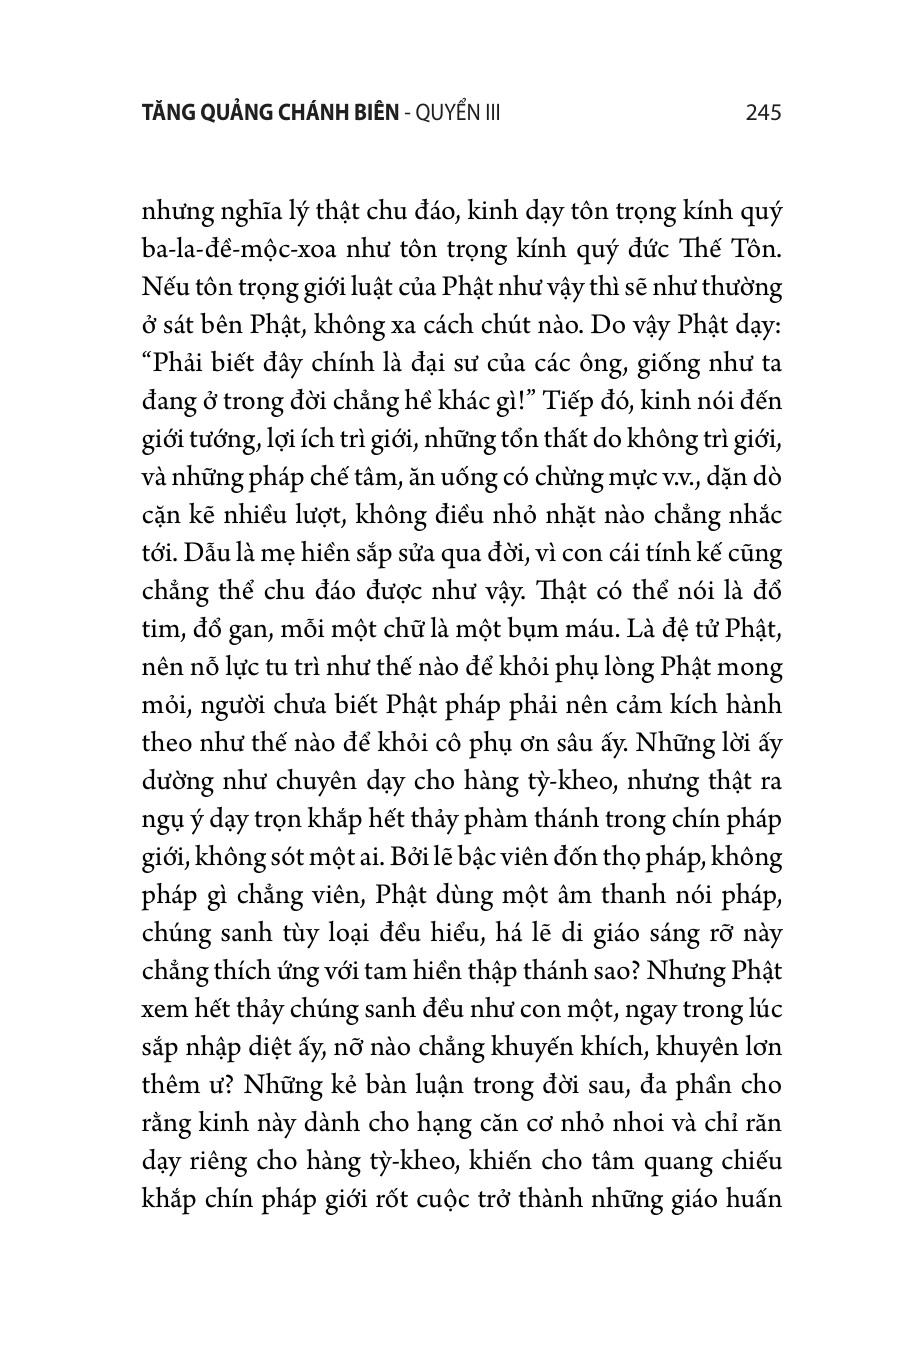 TĂNG QUẢNG CHÁNH BIÊN - QUYỂN III 245
nhưng nghĩa lý thật chu đáo, kinh dạy tôn trọng kính quý
ba-la-đề-mộc-xoa như tôn trọng kính quý đức Thế Tôn.
Nếu tôn trọng giới luật của Phật như vậy thì sẽ như thường
ở sát bên Phật, không xa cách chút nào. Do vậy Phật dạy:
“Phải biết đây chính là đại sư của các ông, giống như ta
đang ở trong đời chẳng hề khác gì!” Tiếp đó, kinh nói đến
giới tướng, lợi ích trì giới, những tổn thất do không trì giới,
và những pháp chế tâm, ăn uống có chừng mực v.v., dặn dò
cặn kẽ nhiều lượt, không điều nhỏ nhặt nào chẳng nhắc
tới. Dẫu là mẹ hiền sắp sửa qua đời, vì con cái tính kế cũng
chẳng thể chu đáo được như vậy. Thật có thể nói là đổ
tim, đổ gan, mỗi một chữ là một bụm máu. Là đệ tử Phật,
nên nỗ lực tu trì như thế nào để khỏi phụ lòng Phật mong
mỏi, người chưa biết Phật pháp phải nên cảm kích hành
theo như thế nào để khỏi cô phụ ơn sâu ấy. Những lời ấy
dường như chuyên dạy cho hàng tỳ-kheo, nhưng thật ra
ngụ ý dạy trọn khắp hết thảy phàm thánh trong chín pháp
giới, không sót một ai. Bởi lẽ bậc viên đốn thọ pháp, không
pháp gì chẳng viên, Phật dùng một âm thanh nói pháp,
chúng sanh tùy loại đều hiểu, há lẽ di giáo sáng rỡ này
chẳng thích ứng với tam hiền thập thánh sao? Nhưng Phật
xem hết thảy chúng sanh đều như con một, ngay trong lúc
sắp nhập diệt ấy, nỡ nào chẳng khuyến khích, khuyên lơn
thêm ư? Những kẻ bàn luận trong đời sau, đa phần cho
rằng kinh này dành cho hạng căn cơ nhỏ nhoi và chỉ răn
dạy riêng cho hàng tỳ-kheo, khiến cho tâm quang chiếu
khắp chín pháp giới rốt cuộc trở thành những giáo huấn